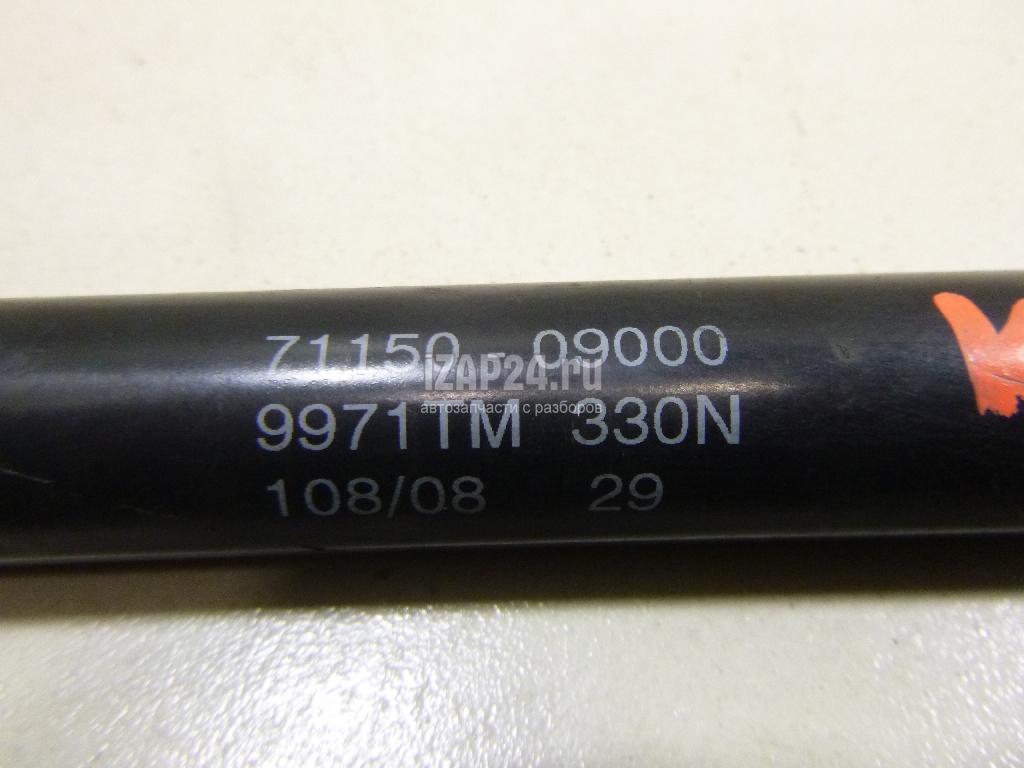 71150 - 09000
iZAP24.ru
автозапчасти с разборов
9971TM 330N
108/08 29